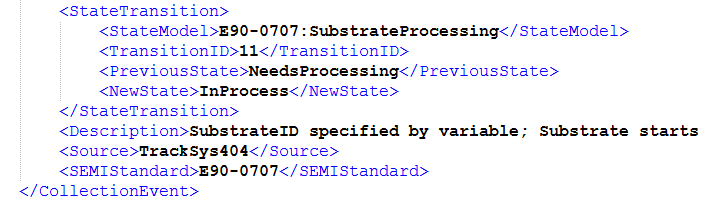 <StateTransition>
<StateModel>E90-0707:SubstrateProcessing</StateModel>
<TransitionID>11</TransitionID>
<PreviousState>NeedsProcessing</PreviousState>
<NewState>InProcess</NewState>
</StateTransition>
<Description>SubstrateID specified by variable; Substrate starts
<Source>TrackSys404</Source>
<SEMIStandard>E90-0707</SEMIStandard>
</CollectionEvent>